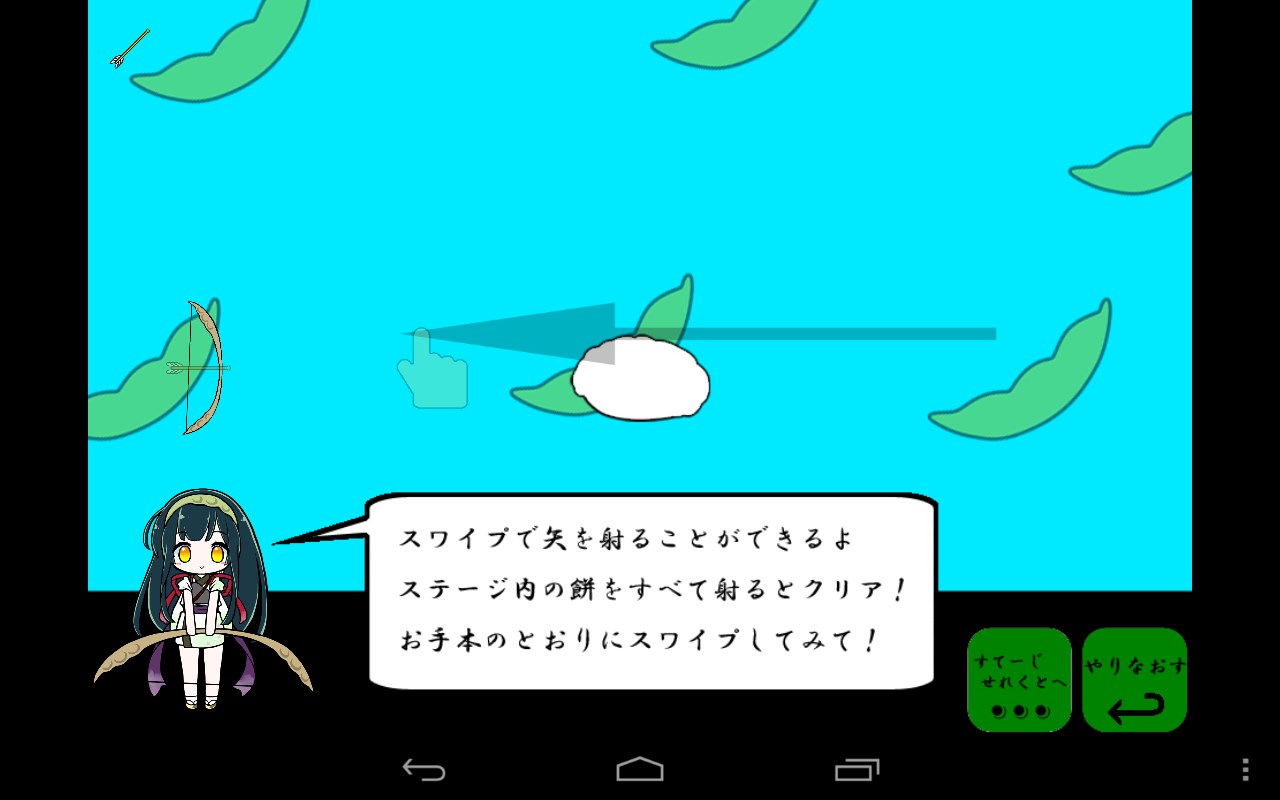 スワイプで矢を射ることができるよ
ステージ内の餅をすべて射るとクリア！
お手本のとおりにスワイプしてみて！
すてーじ
せれくとへ
やりなおす